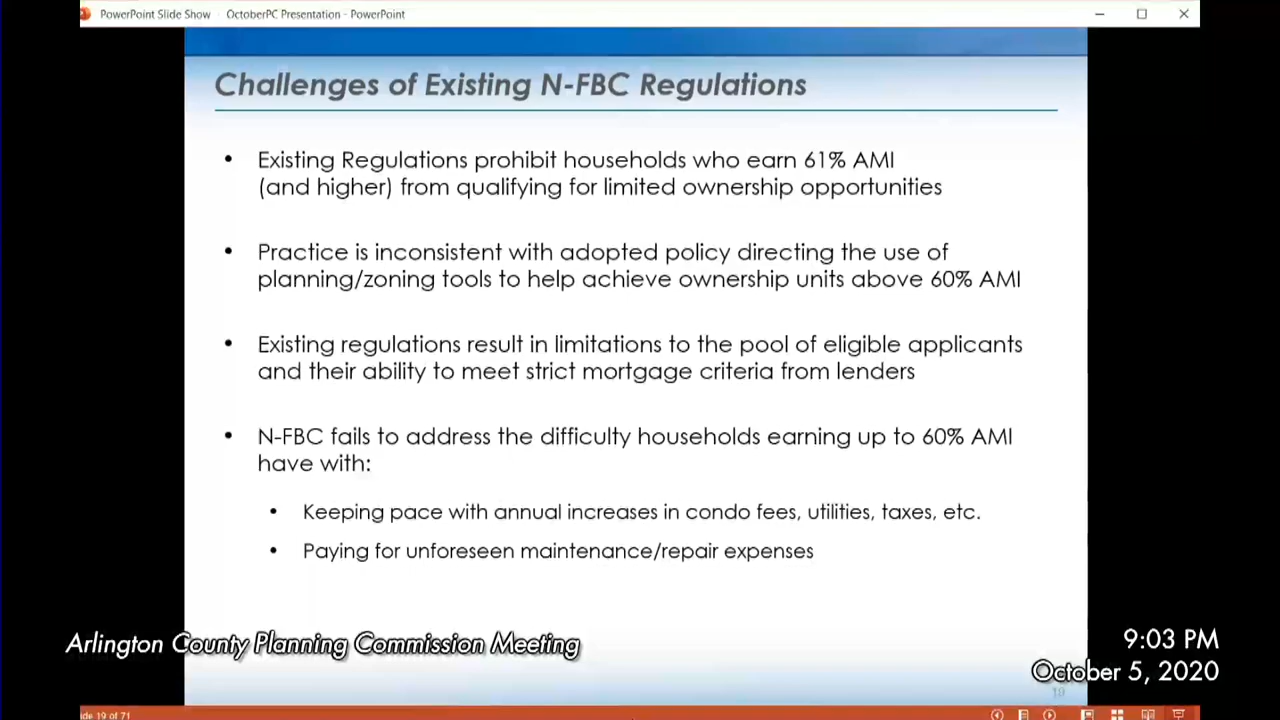 PowerPoint Slide Show - OctoberPC Presentation - PowerPoint
Challenges of Existing N-FBC Regulations
• Existing Regulations prohibit households who earn 61% AMI
(and higher) from qualifying for limited ownership opportunities
• Practice is inconsistent with adopted policy directing the use of
planning/zoning tools to help achieve ownership units above 60% AMI
• Existing regulations result in limitations to the pool of eligible applicants
and their ability to meet strict mortgage criteria from lenders
• N-FBC fails to address the difficulty households earning up to 60% AMI
have with:
• Keeping pace with annual increases in condo fees, utilities, taxes, etc.
• Paying for unforeseen maintenance/repair expenses
Arlington County Planning Commission Meeting
9:03 PM
October 5, 2020
19
ide 19 of 71